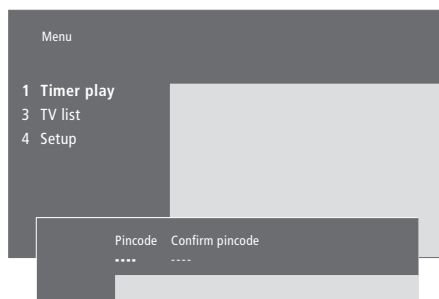 Menu
1 Timer play
3 TV list
4 Setup
Pincode Confirm pincode
---- ----